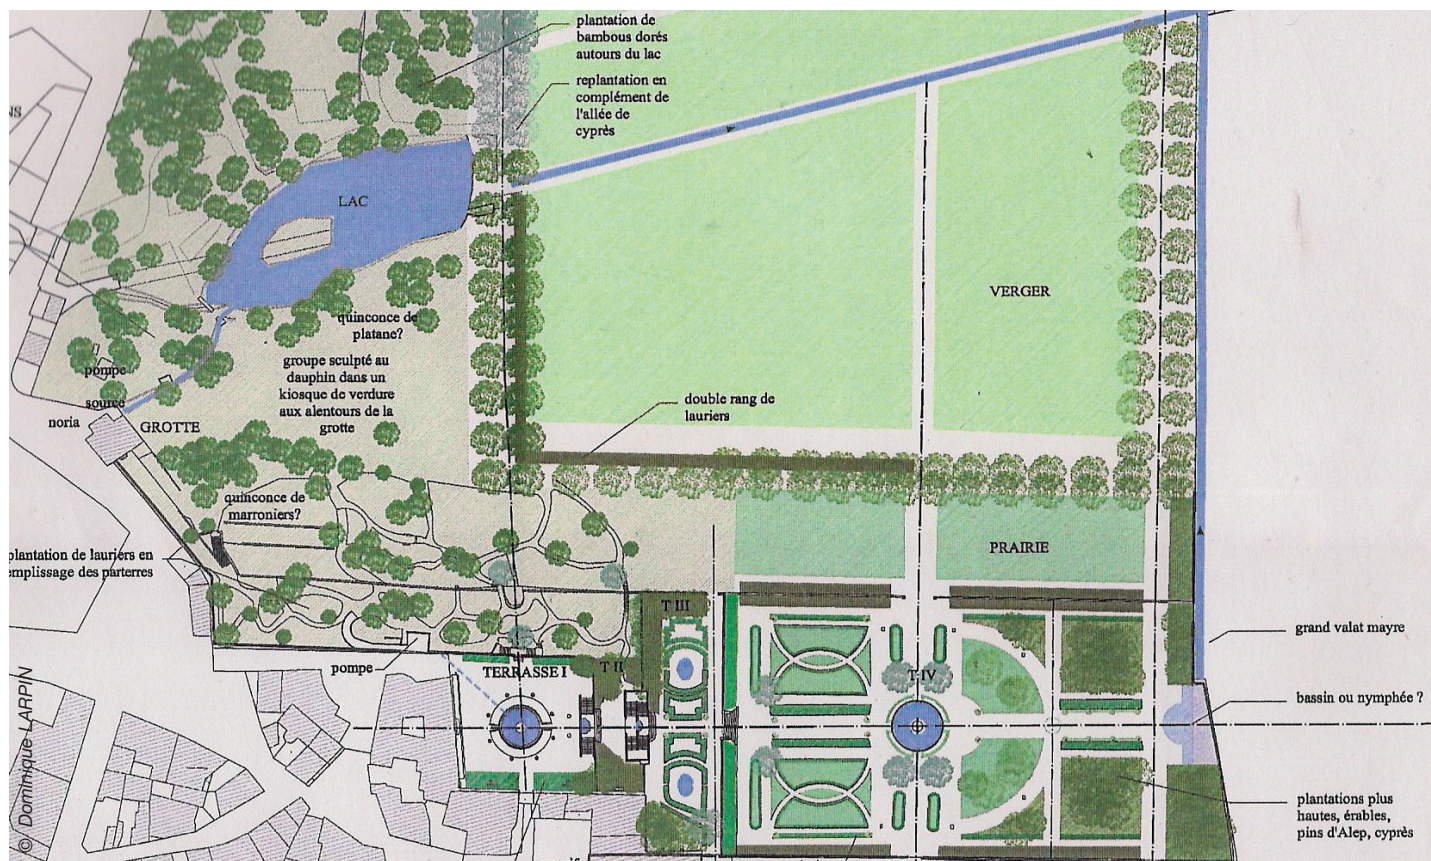 plantation de
bambous dorés
autours du lac
replantation en
complément de
l'allée de
cyprès
NS
LAC
VERGER
quinconce de
platane?
groupe sculpté au
dauphin dans un
kiosque de verdure
aux alentours de la
grotte
pompe
source
noria
GROTTE
double rang de
lauriers
quinconce de
marroniers?
plantation de lauriers en
emplissage des parterres
PRAIRIE
T III
grand valat mayre
pompe
TERRASSE I
T II
T IV
bassin ou nymphée ?
plantations plus
hautes, érables,
pins d'Alep, cyprès
© Dominique LARPIN